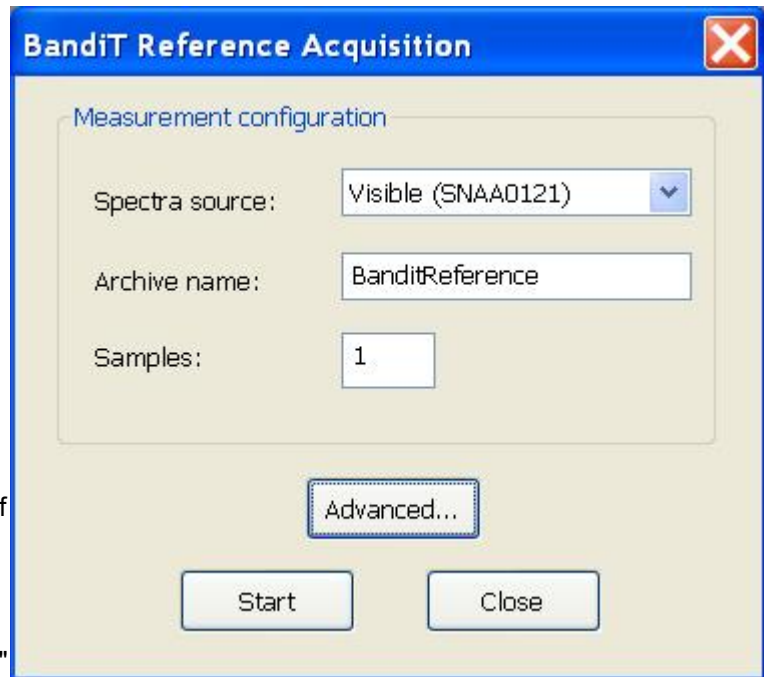 BandiT Reference Acquisition
Measurement configuration
Spectra source: Visible (SNAA0121)
Archive name: BanditReference
Samples: 1
f Advanced...
Start Close
"